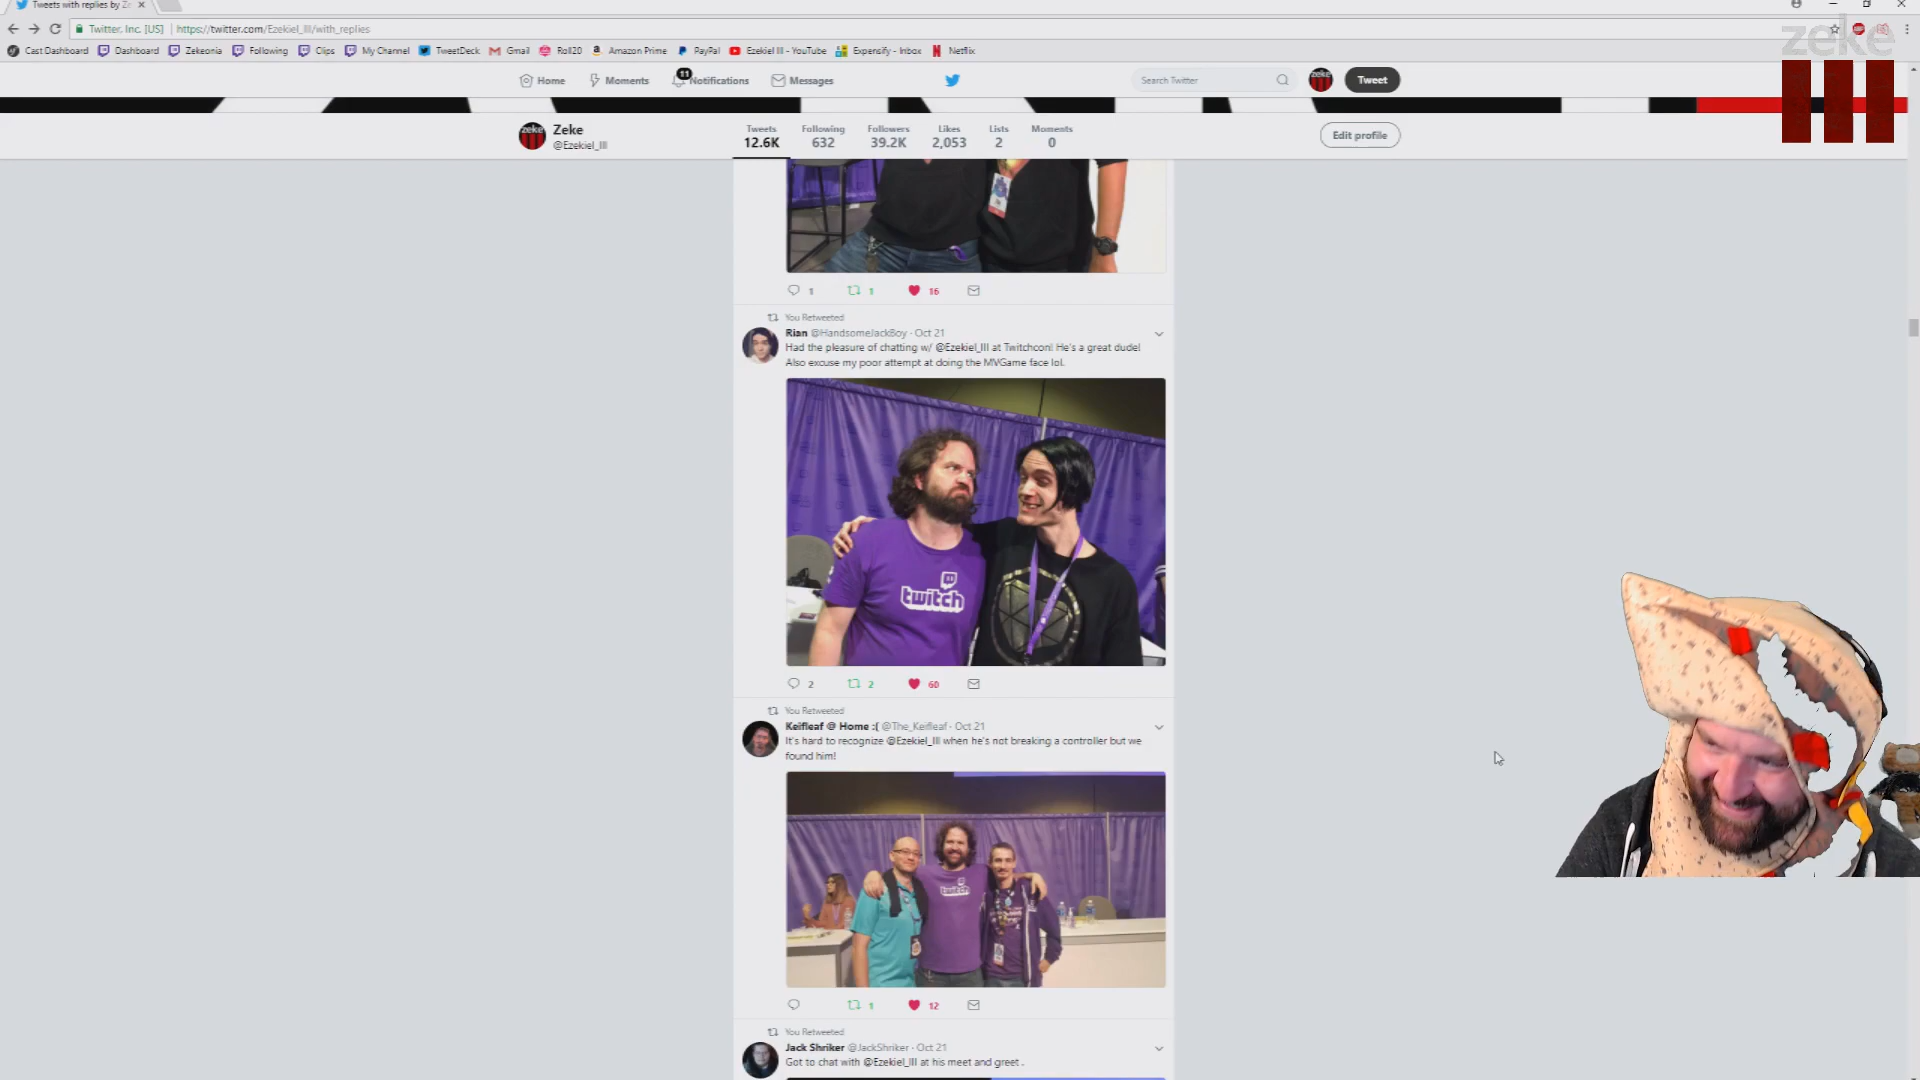 Tweets with replies by Ze
Twitter, Inc. [US] https://twitter.com/Ezekiel_III/with_replies
Cast Dashboard Dashboard Zekeonia Following Clips My Channel TweetDeck Gmail Roll20 Amazon Prime PayPal Ezekiel III - YouTube Expensify - Inbox Netflix
zeke
III
Home Moments 11 Notifications Messages Search Twitter Tweet
Zeke
@Ezekiel_III
Tweets Following Followers Likes Lists Moments
12.6K 632 39.2K 2,053 2 0
Edit profile
1 1 16
You Retweeted
Rian @HandsomeJackBoy · Oct 21
Had the pleasure of chatting w/ @Ezekiel_III at Twitchcon! He's a great dude!
Also excuse my poor attempt at doing the MVGame face lol.
twitch
2 2 60
You Retweeted
Keifleaf @ Home :( @The_Keifleaf · Oct 21
It's hard to recognize @Ezekiel_III when he's not breaking a controller but we
found him!
twitch
1 12
You Retweeted
Jack Shriker @JackShriker · Oct 21
Got to chat with @Ezekiel_III at his meet and greet .